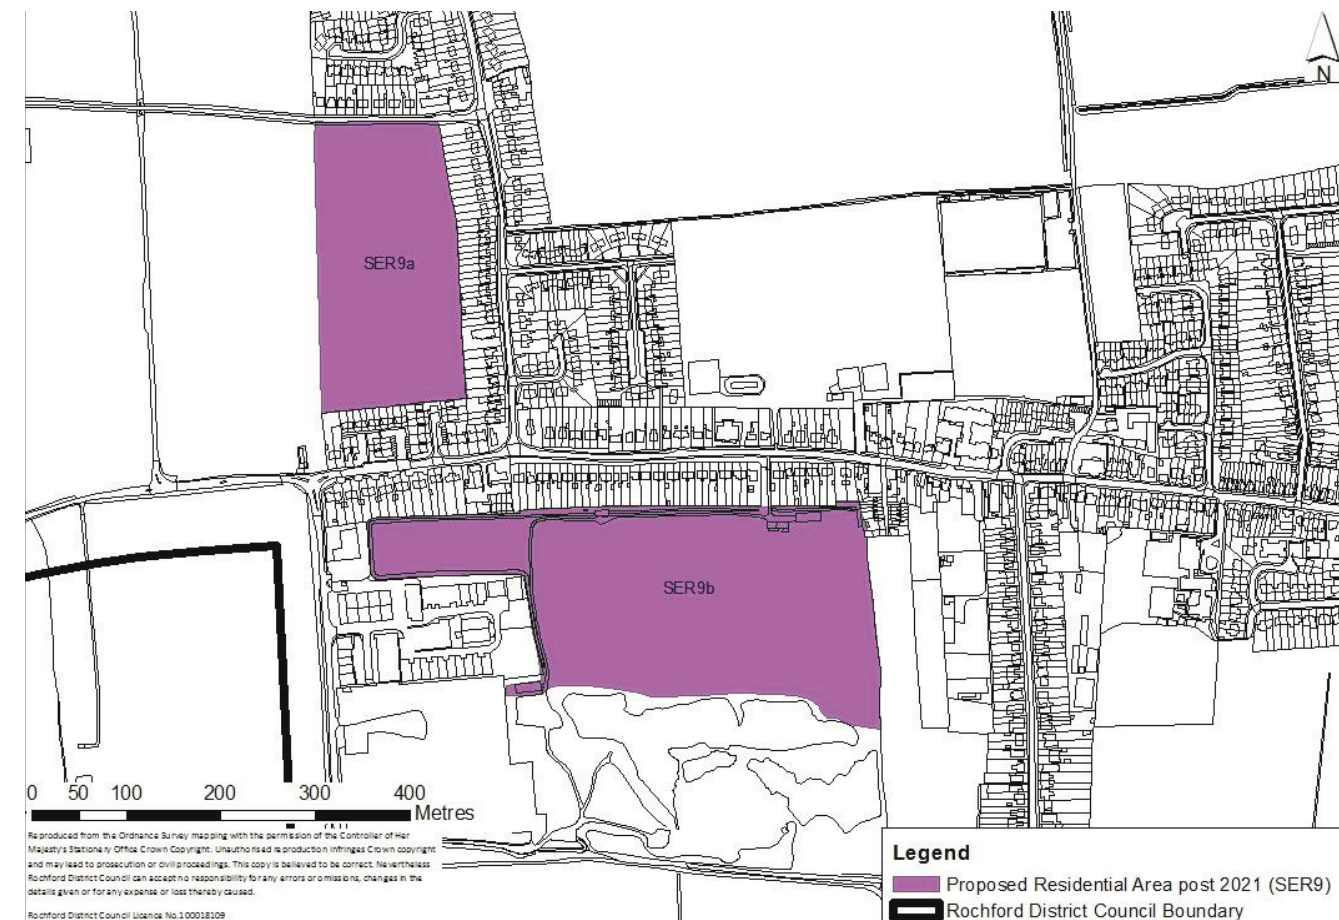 N
SER9a
SER9b
0 50 100 200 300 400
Metres
Reproduced from the Ordnance Survey mapping with the permission of the Controller of Her
Majesty's Stationery Office Crown Copyright. Unauthorised reproduction infringes Crown copyright
and may lead to prosecution or civil proceedings. This copy is believed to be correct. Nevertheless
Rochford District Council can accept no responsibility for any errors or omissions, changes in the
details given or for any expense or loss thereby caused.
Rochford District Council Licence No.100018109
Legend
Proposed Residential Area post 2021 (SER9)
Rochford District Council Boundary